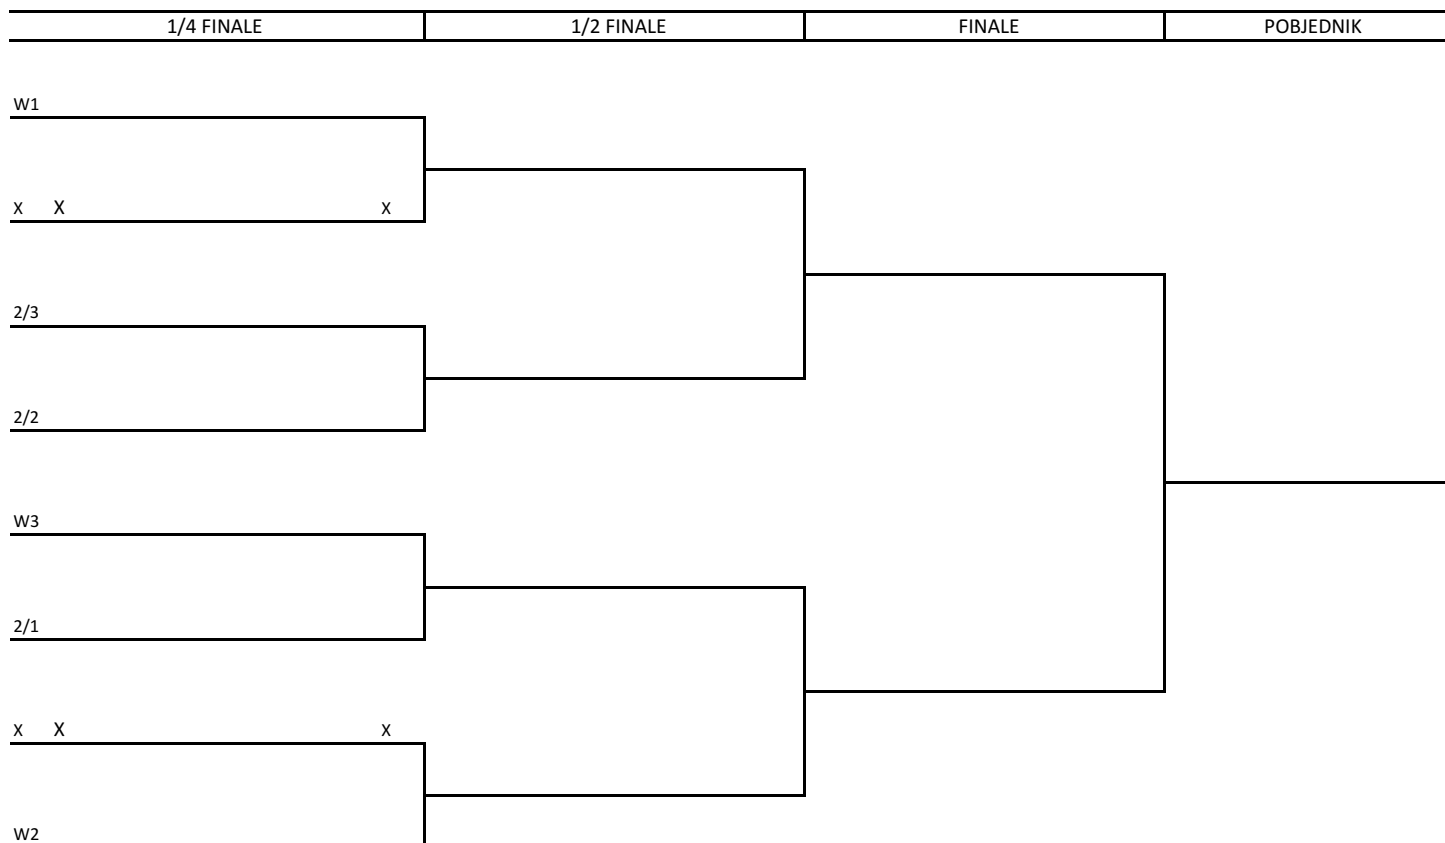 1/4 FINALE 1/2 FINALE FINALE POBJEDNIK
W1
X X X
2/3
2/2
W3
2/1
X X X
W2